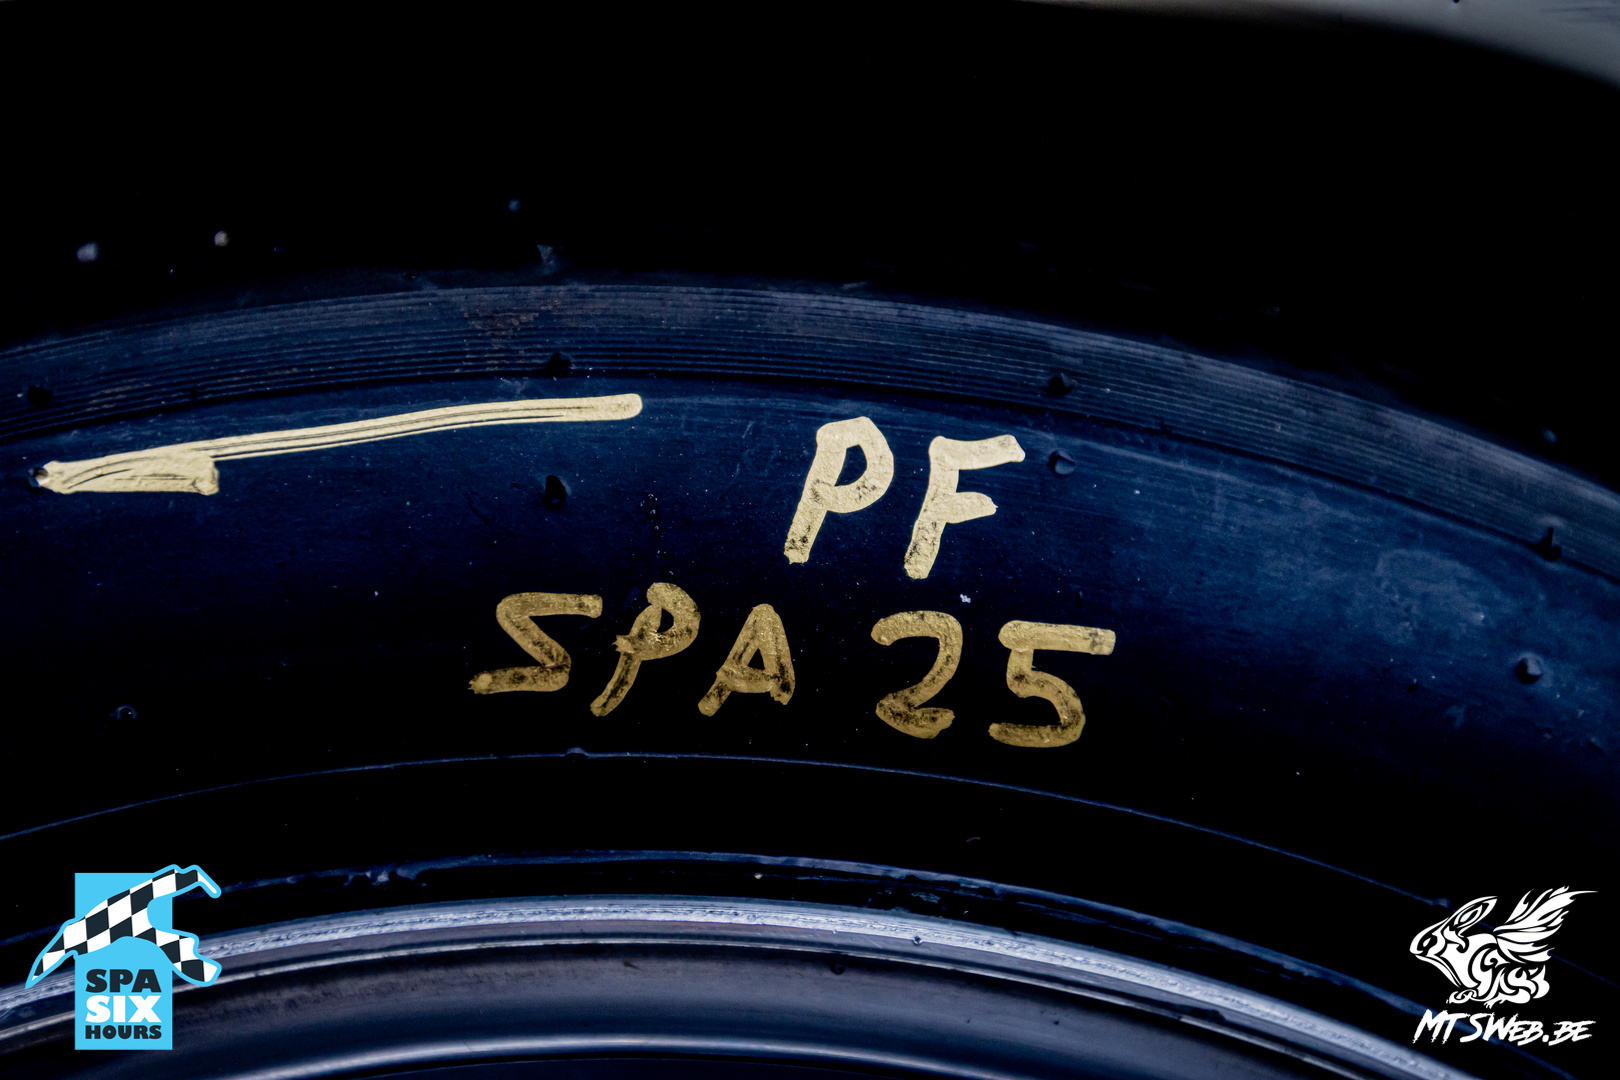 PF
SPA 25
SPA
SIX
HOURS
MTSWEB.BE